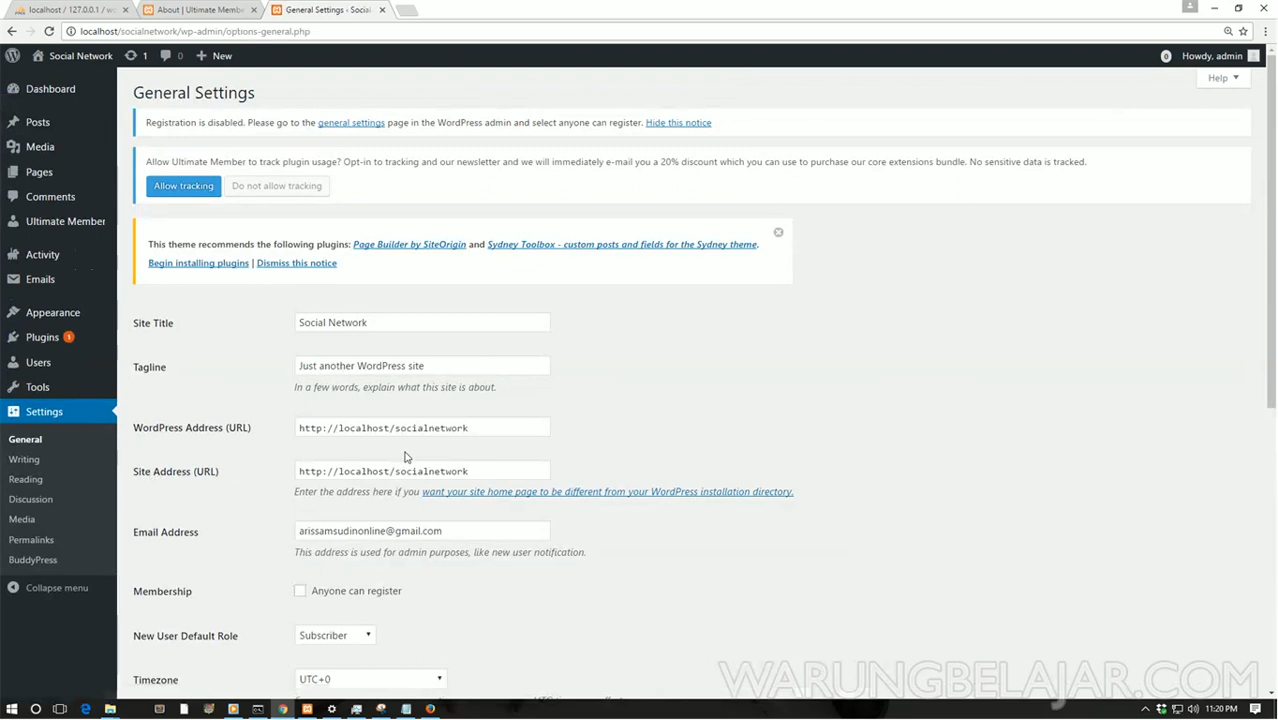 localhost / 127.0.0.1 / w
About | Ultimate Memb
General Settings ‹ Socia
localhost/socialnetwork/wp-admin/options-general.php
Social Network
1
0
New
0
Howdy, admin
Help
Dashboard
Posts
Media
Pages
Comments
Ultimate Member
Activity
Emails
Appearance
Plugins 1
Users
Tools
Settings
General
Writing
Reading
Discussion
Media
Permalinks
BuddyPress
Collapse menu
General Settings
Registration is disabled. Please go to the general settings page in the WordPress admin and select anyone can register. Hide this notice
Allow Ultimate Member to track plugin usage? Opt-in to tracking and our newsletter and we will immediately e-mail you a 20% discount which you can use to purchase our core extensions bundle. No sensitive data is tracked.
Allow tracking
Do not allow tracking
This theme recommends the following plugins: Page Builder by SiteOrigin and Sydney Toolbox - custom posts and fields for the Sydney theme.
Begin installing plugins | Dismiss this notice
Site Title
Social Network
Tagline
Just another WordPress site
In a few words, explain what this site is about.
WordPress Address (URL)
http://localhost/socialnetwork
Site Address (URL)
http://localhost/socialnetwork
Enter the address here if you want your site home page to be different from your WordPress installation directory.
Email Address
arissamsudinonline@gmail.com
This address is used for admin purposes, like new user notification.
Membership
Anyone can register
New User Default Role
Subscriber
Timezone
UTC+0
WARUNGBELAJAR.COM
11:20 PM